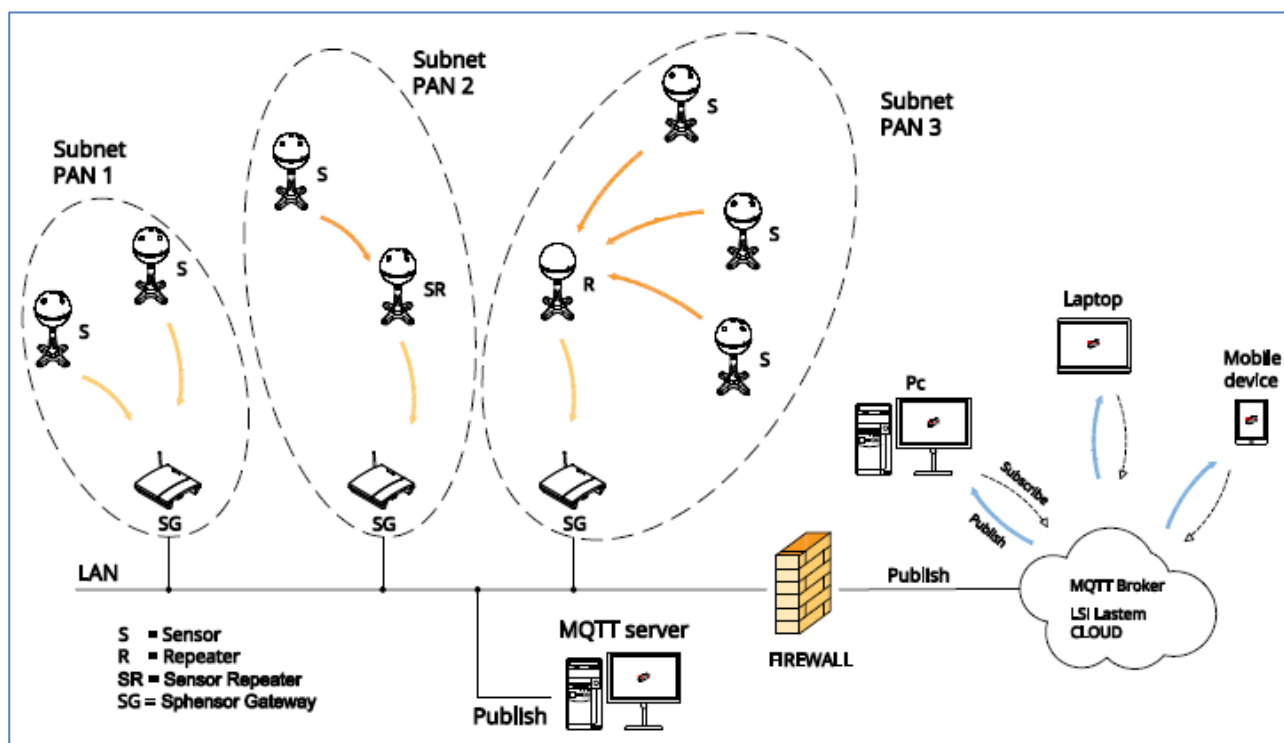 Subnet
PAN 1
Subnet
PAN 2
Subnet
PAN 3
S
S
S
SR
S
S
S
R
SG
SG
SG
LAN
S = Sensor
R = Repeater
SR = Sensor Repeater
SG = Sphensor Gateway
MQTT server
Publish
FIREWALL
Publish
Pc
Laptop
Mobile
device
Subscribe
Publish
MQTT Broker
LSI Lastem
CLOUD